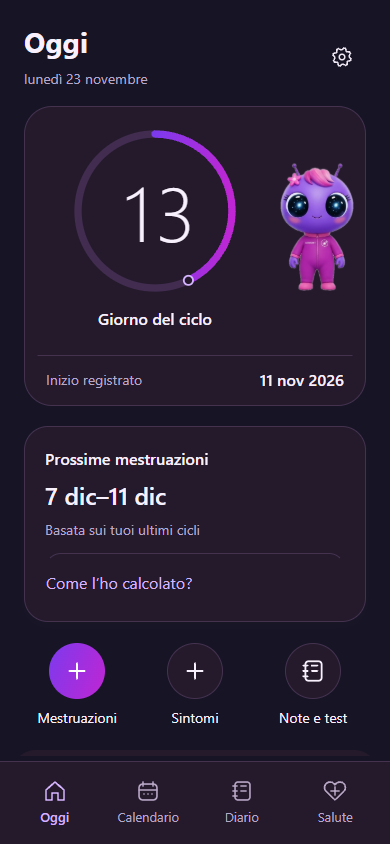 Oggi
lunedì 23 novembre
13
Giorno del ciclo
Inizio registrato
11 nov 2026
Prossime mestruazioni
7 dic–11 dic
Basata sui tuoi ultimi cicli
Come l’ho calcolato?
Mestruazioni
Sintomi
Note e test
Oggi
Calendario
Diario
Salute